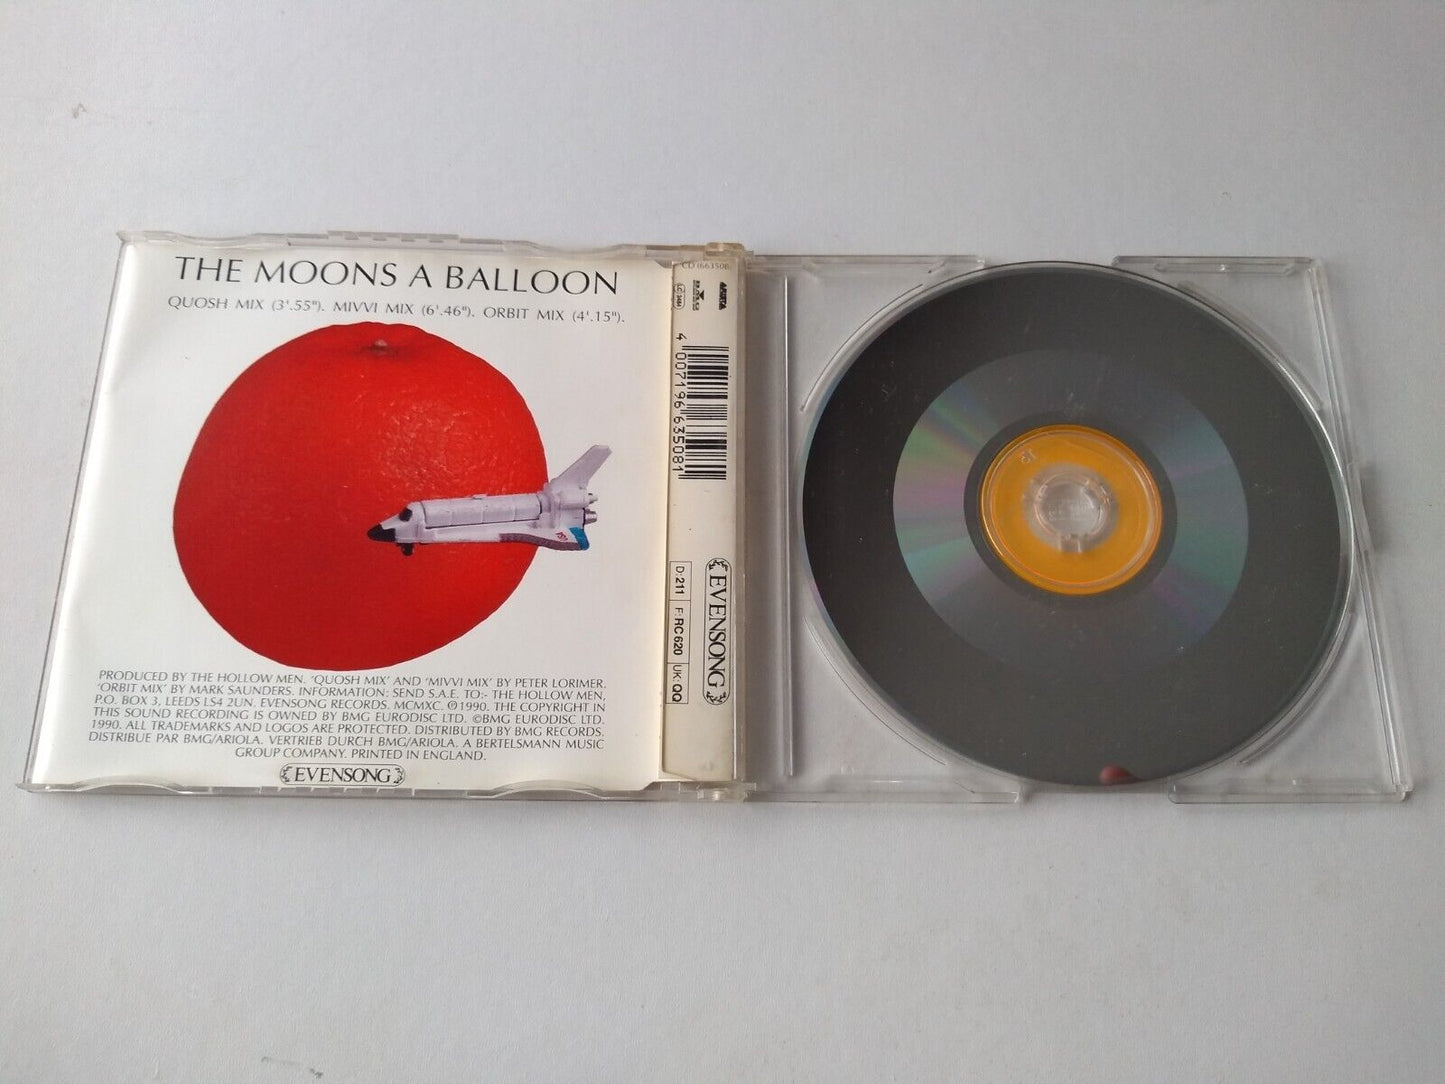 THE MOONS A BALLOON
QUOSH MIX (3'.55"). MIVVI MIX (6'.46"). ORBIT MIX (4'.15").
PRODUCED BY THE HOLLOW MEN. 'QUOSH MIX' AND 'MIVVI MIX' BY PETER LORIMER.
'ORBIT MIX' BY MARK SAUNDERS. INFORMATION: SEND S.A.E. TO:- THE HOLLOW MEN,
P.O. BOX 3, LEEDS LS4 2UN. EVENSONG RECORDS. MCMXC. ℗1990. THE COPYRIGHT IN
THIS SOUND RECORDING IS OWNED BY BMG EURODISC LTD. ©BMG EURODISC LTD.
1990. ALL TRADEMARKS AND LOGOS ARE PROTECTED. DISTRIBUTED BY BMG RECORDS.
DISTRIBUE PAR BMG/ARIOLA. VERTRIEB DURCH BMG/ARIOLA. A BERTELSMANN MUSIC
GROUP COMPANY. PRINTED IN ENGLAND.
EVENSONG
CD (663508)
ARISTA
LC 3484
4 007196 635081
EVENSONG
D: 211 F: RC 620 UK: QQ